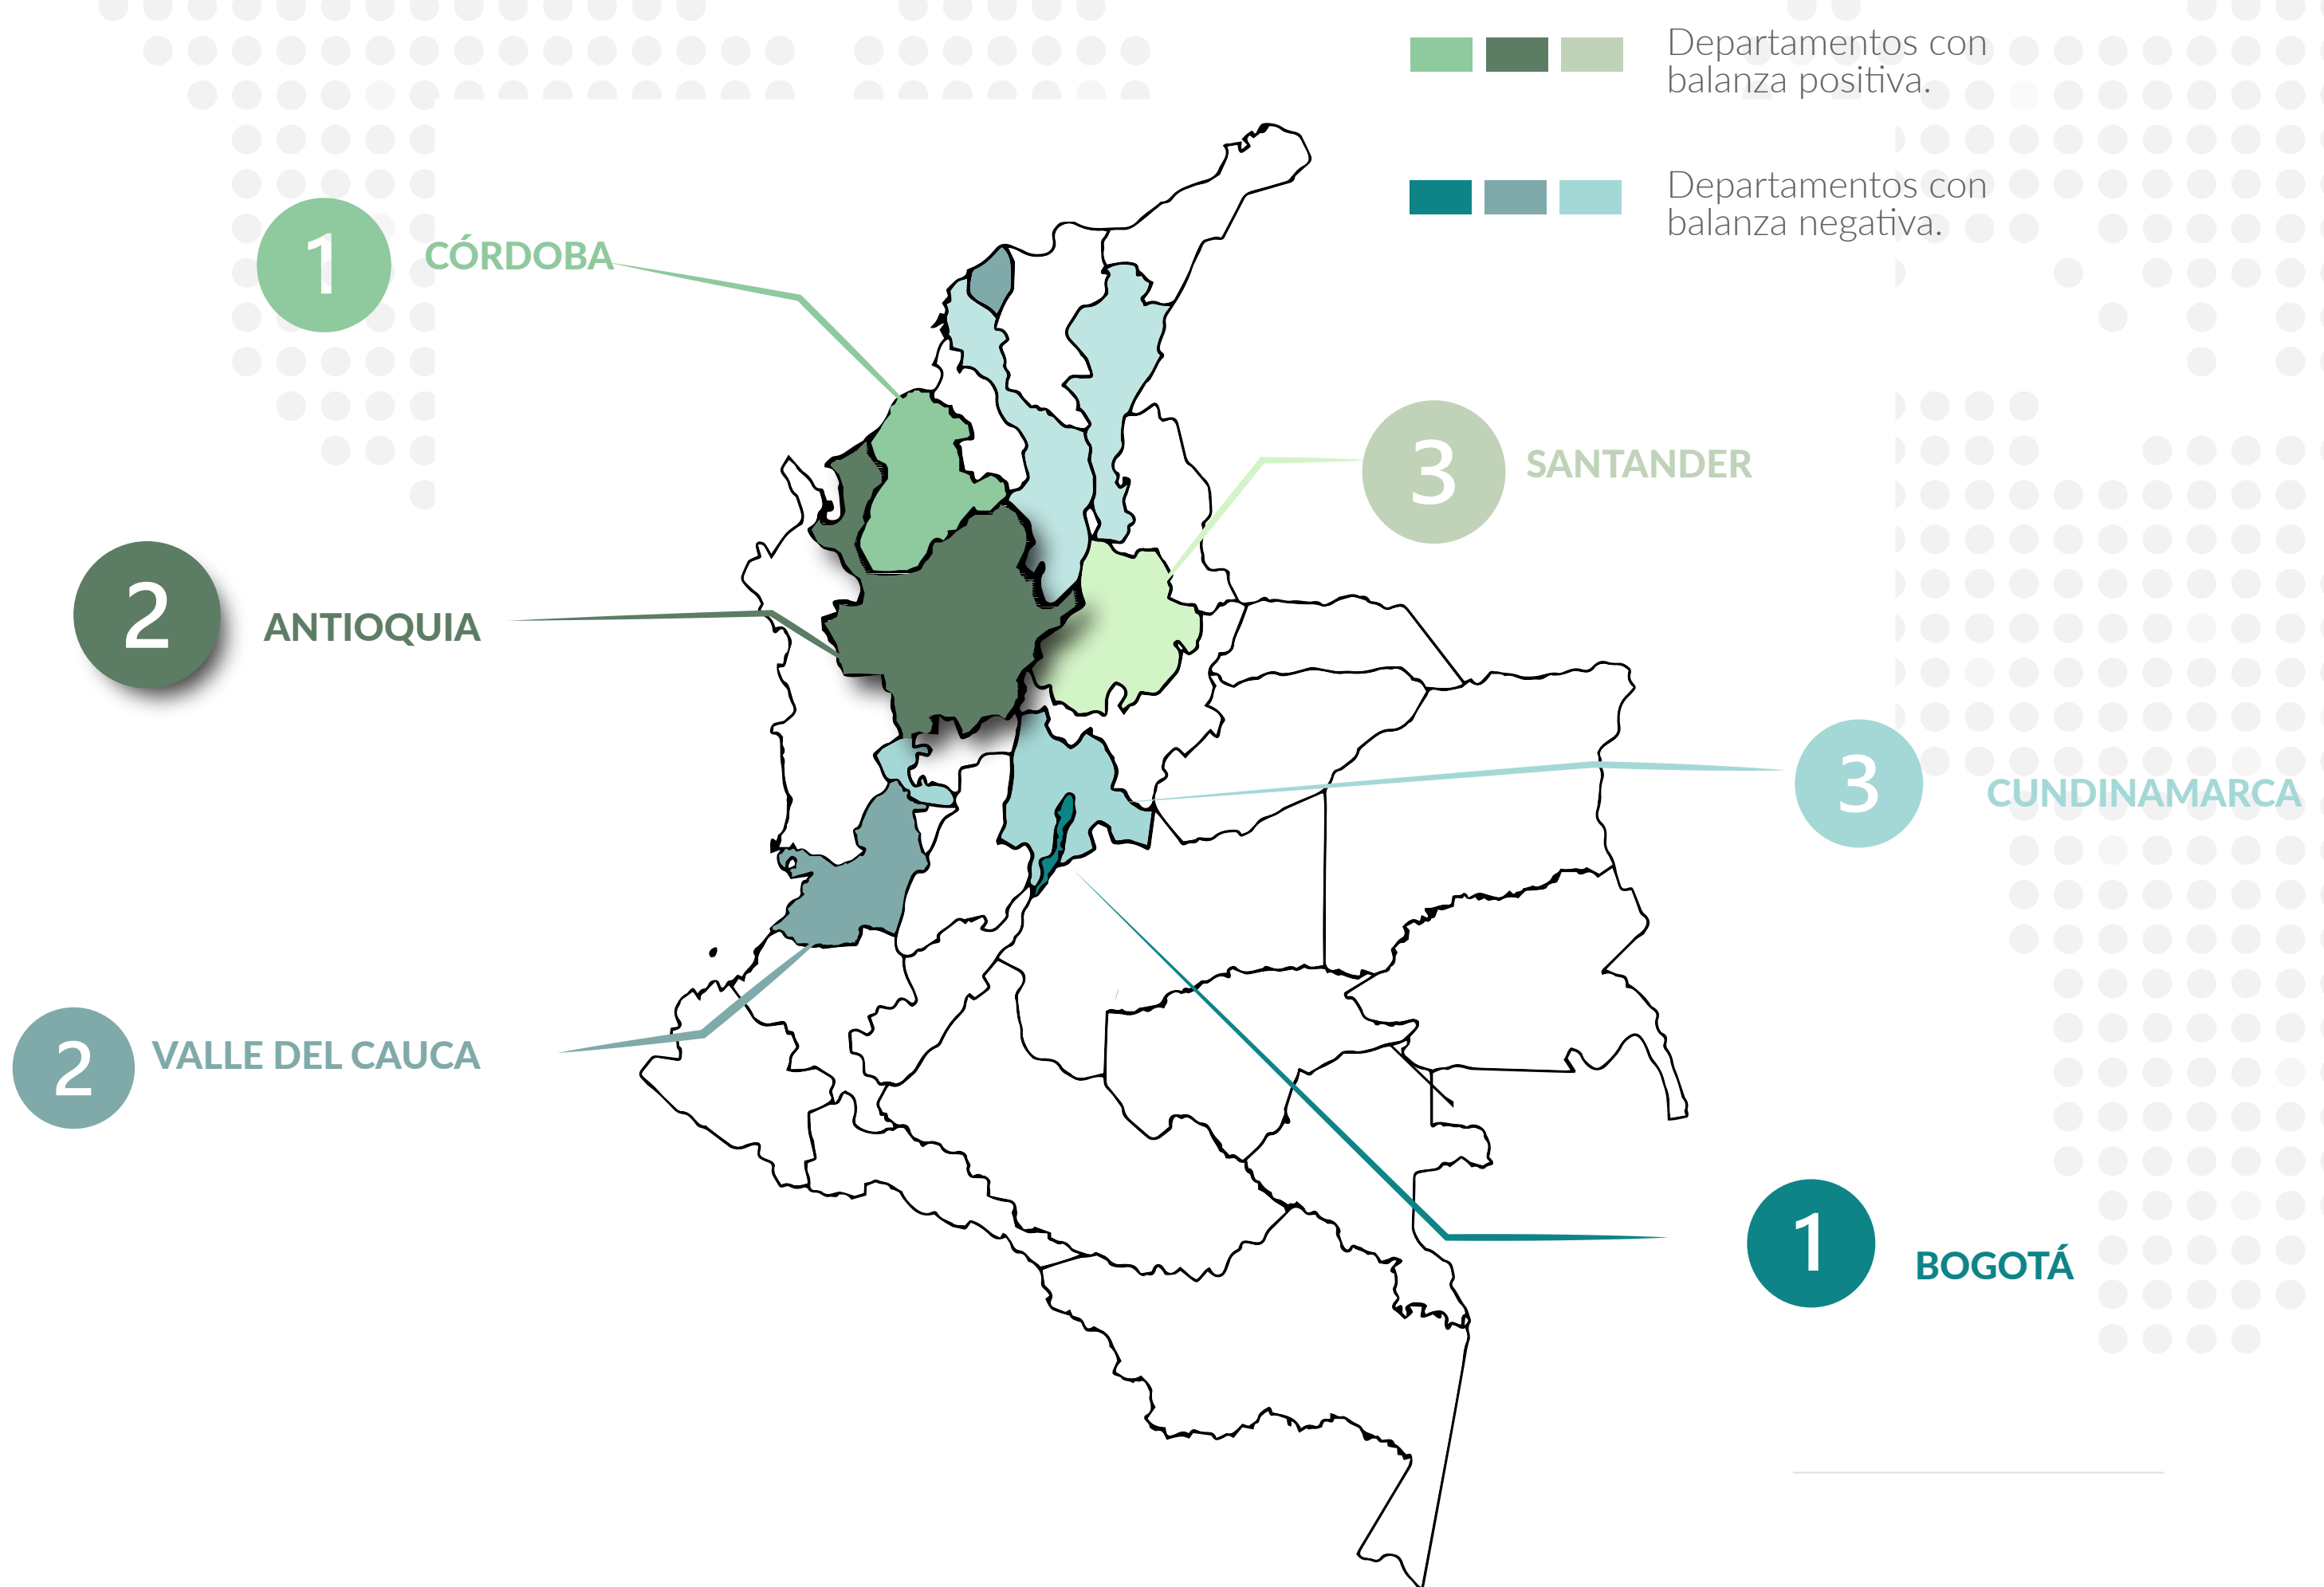 Departamentos con
balanza positiva.
Departamentos con
balanza negativa.
1
CÓRDOBA
3
SANTANDER
2
ANTIOQUIA
3
CUNDINAMARCA
2
VALLE DEL CAUCA
1
BOGOTÁ